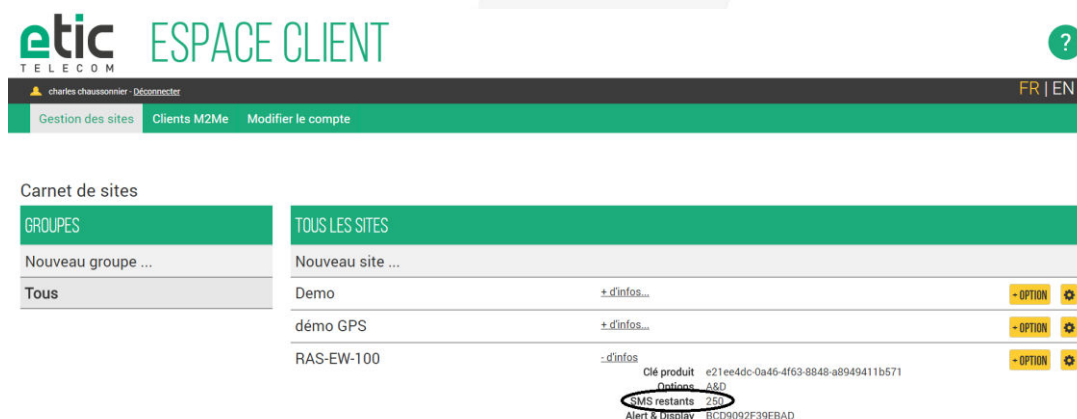 etic
TELECOM
ESPACE CLIENT
?
charles chaussonnier - Déconnecter
FR | EN
Gestion des sites Clients M2Me Modifier le compte
Carnet de sites
GROUPES
TOUS LES SITES
Nouveau groupe ...
Nouveau site ...
Tous
Demo + d'infos... + OPTION
démo GPS + d'infos... + OPTION
RAS-EW-100 - d'infos + OPTION
Clé produit e21ee4dc-0a46-4f63-8848-a8949411b571
Options A&D
SMS restants 250
Alert & Display BCD9092F39EBAD